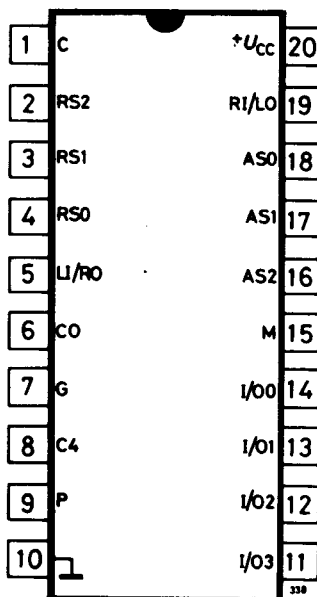 1 C +UCC 20
2 RS2 RI/LO 19
3 RS1 AS0 18
4 RS0 AS1 17
5 LI/RO AS2 16
6 CO M 15
7 G I/O0 14
8 C4 I/O1 13
9 P I/O2 12
10 I/O3 11
338